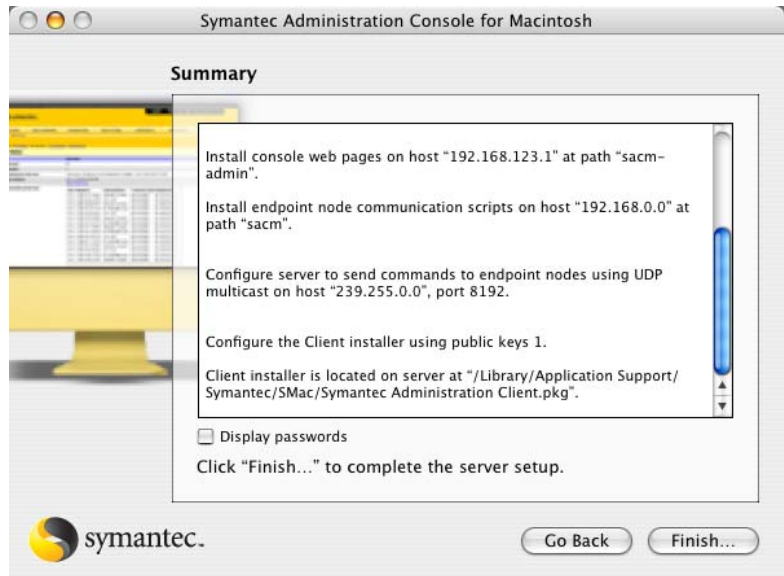 Symantec Administration Console for Macintosh
Summary
Install console web pages on host “192.168.123.1” at path “sacm-
admin”.
Install endpoint node communication scripts on host “192.168.0.0” at
path “sacm”.
Configure server to send commands to endpoint nodes using UDP
multicast on host “239.255.0.0”, port 8192.
Configure the Client installer using public keys 1.
Client installer is located on server at “/Library/Application Support/
Symantec/SMac/Symantec Administration Client.pkg”.
Display passwords
Click “Finish...” to complete the server setup.
symantec.
Go Back
Finish...